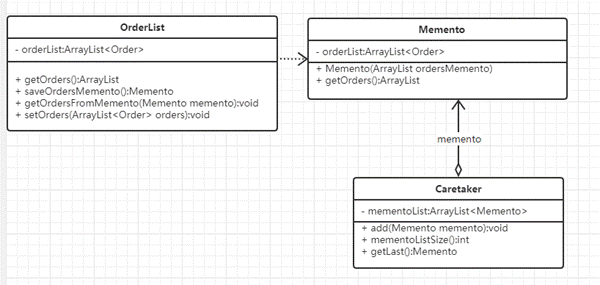 OrderList
- orderList:ArrayList<Order>
+ getOrders():ArrayList
+ saveOrdersMemento():Memento
+ getOrdersFromMemento(Memento memento):void
+ setOrders(ArrayList<Order> orders):void
Memento
- orderList:ArrayList<Order>
+ Memento(ArrayList ordersMemento)
+ getOrders():ArrayList
memento
Caretaker
- mementoList:ArrayList<Memento>
+ add(Memento memento):void
+ mementoListSize():int
+ getLast():Memento